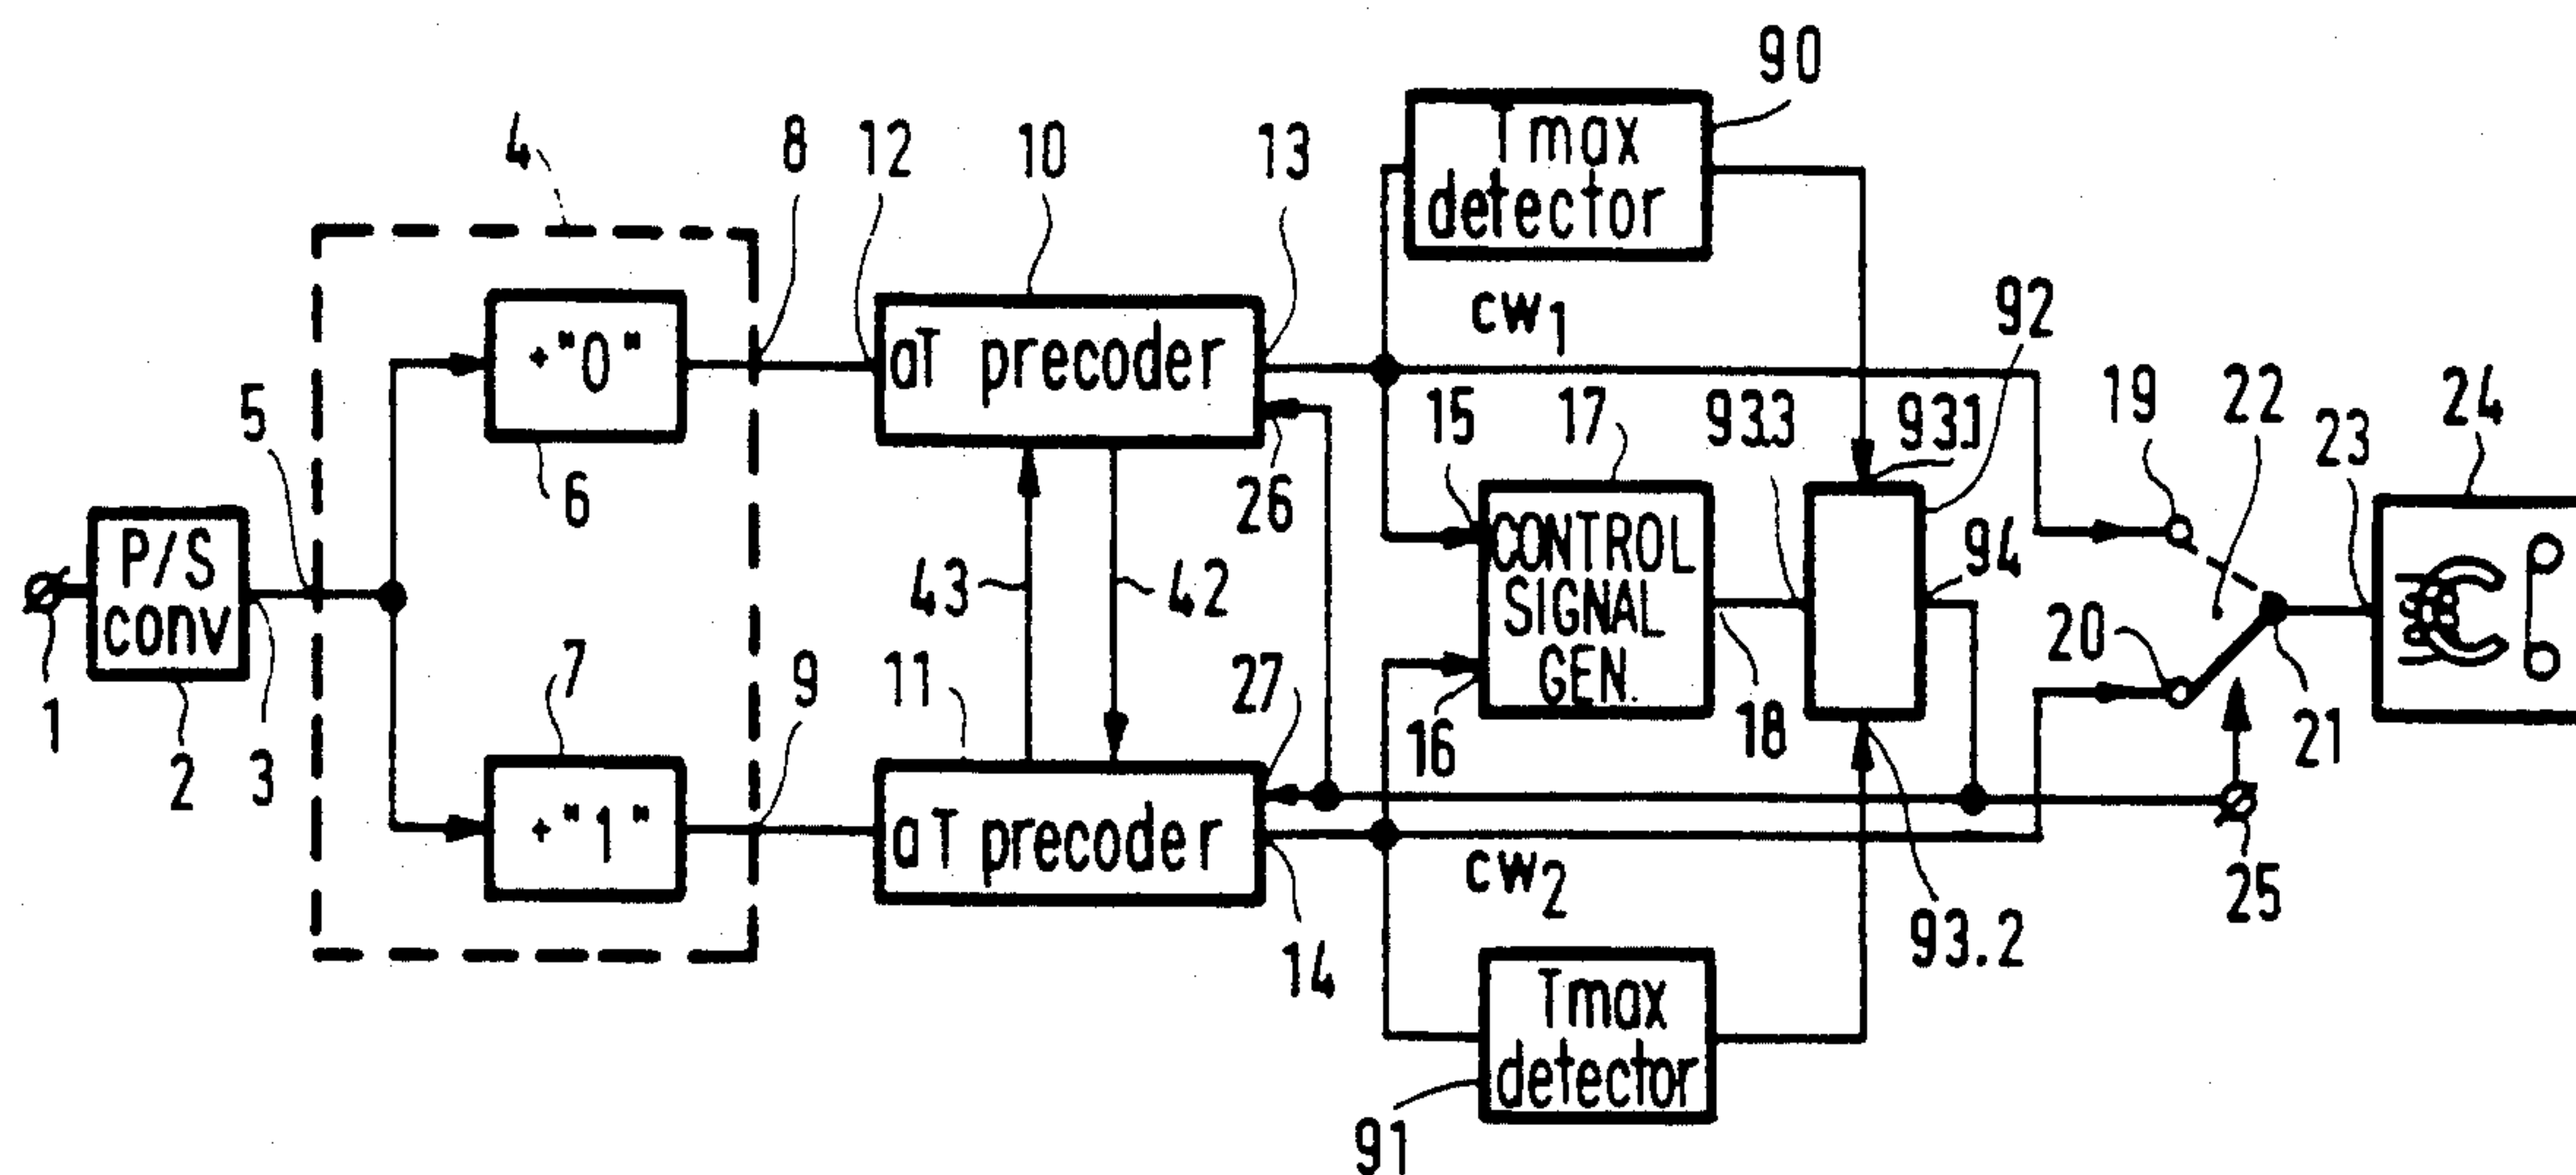 90
Tmax
detector
4
8
12
10
13
cw1
92
+"0"
aT precoder
5
6
26
15
17
93.3
93.1
19
22
23
24
P/S
conv
1
2
3
43
42
CONTROL
SIGNAL
GEN.
18
94
20
21
7
9
11
27
16
+"1"
aT precoder
14
cw2
93.2
25
Tmax
detector
91